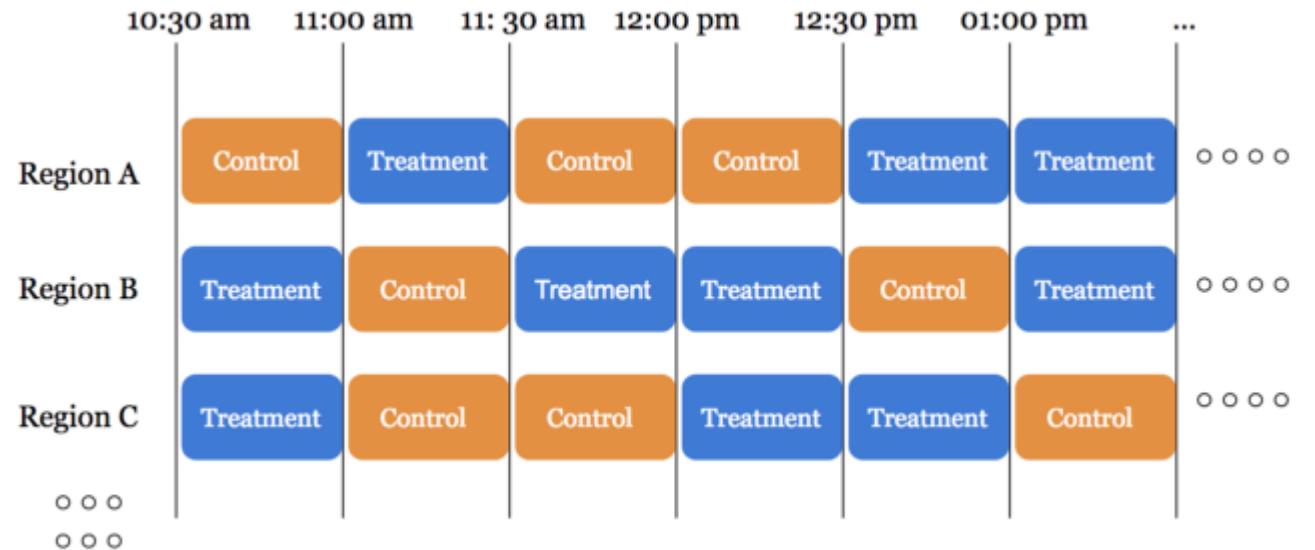 10:30 am 11:00 am 11: 30 am 12:00 pm 12:30 pm 01:00 pm ...
Region A Control Treatment Control Control Treatment Treatment
Region B Treatment Control Treatment Treatment Control Treatment
Region C Treatment Control Control Treatment Treatment Control